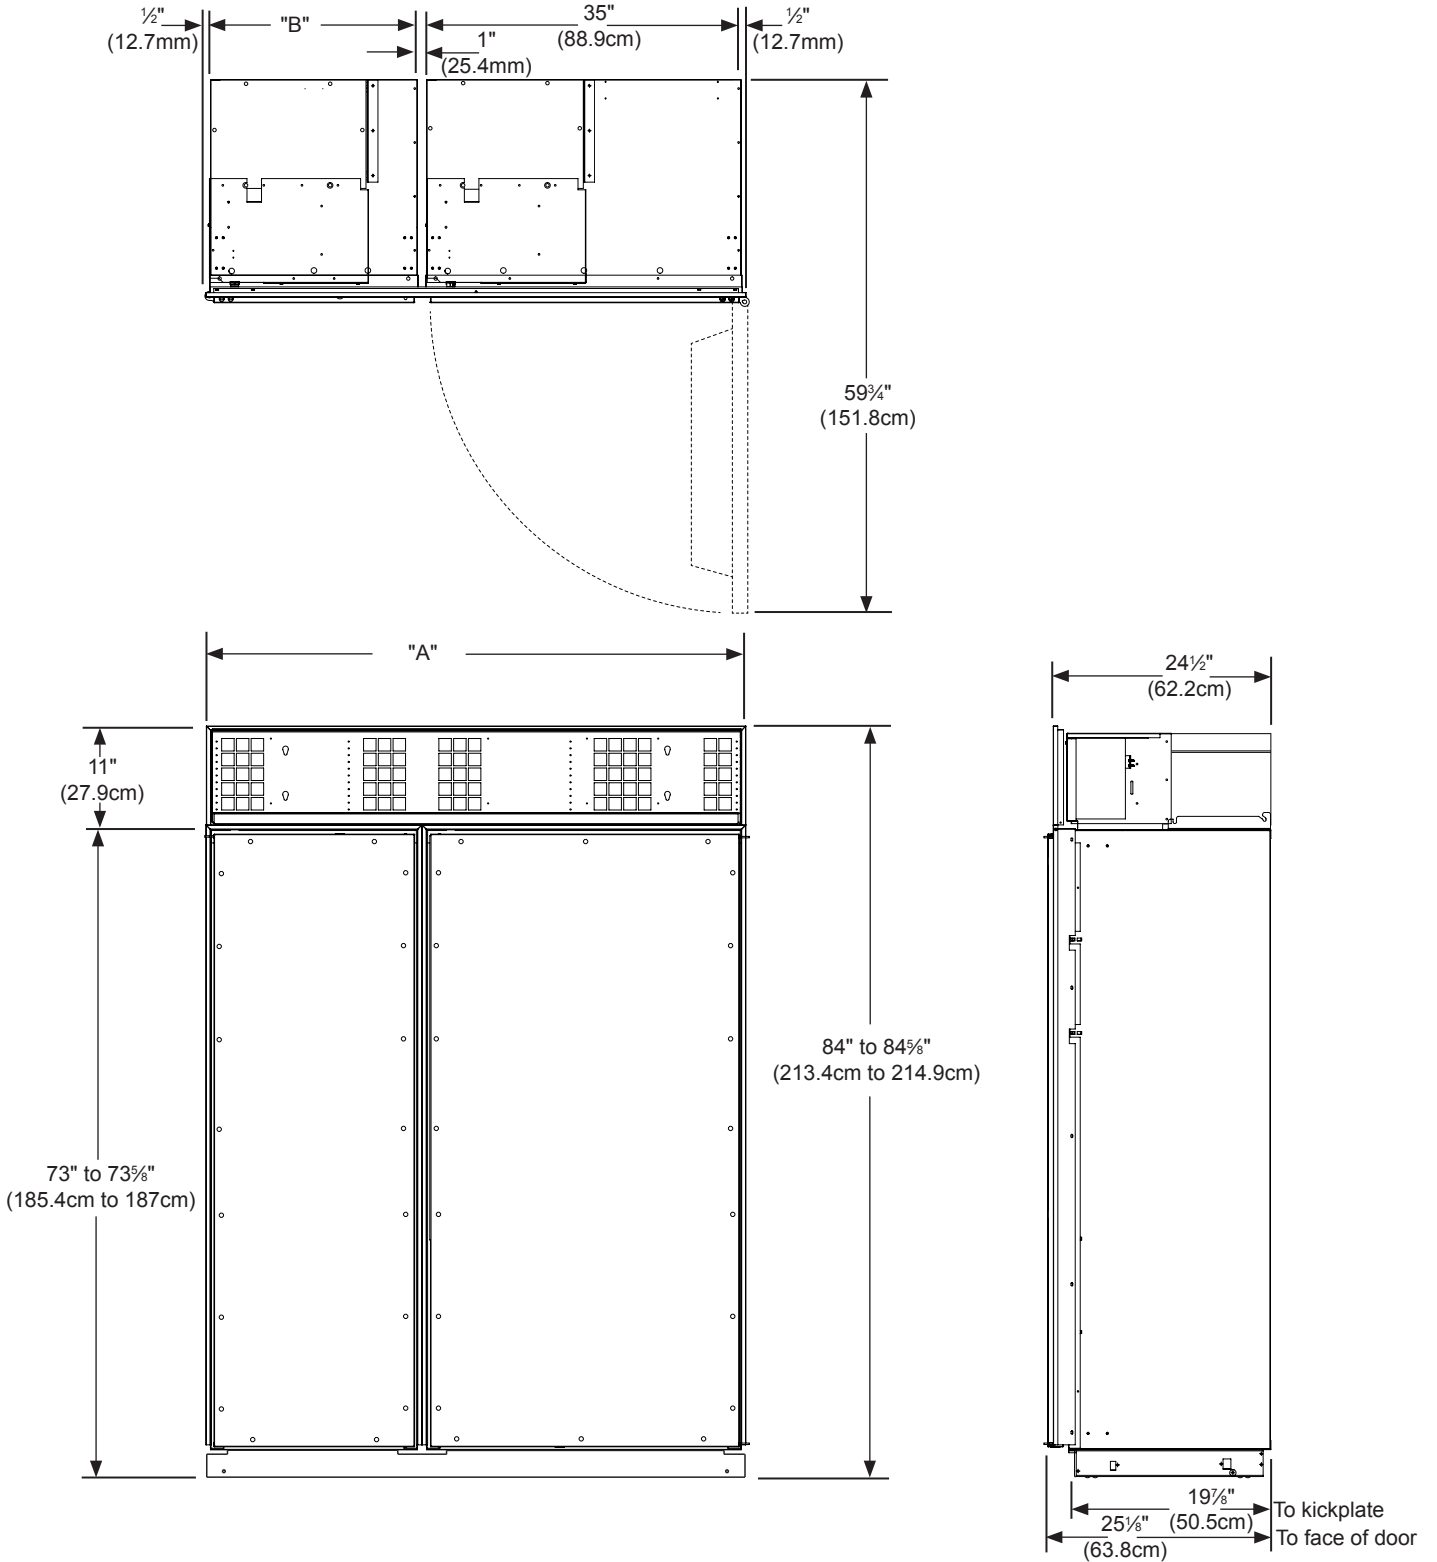 ½"
(12.7mm)
"B"
35"
(88.9cm)
½"
(12.7mm)
1"
(25.4mm)
59¾"
(151.8cm)
"A"
24½"
(62.2cm)
11"
(27.9cm)
84" to 84⅝"
(213.4cm to 214.9cm)
73" to 73⅝"
(185.4cm to 187cm)
19⅞"
(50.5cm)
To kickplate
25⅛"
(63.8cm)
To face of door